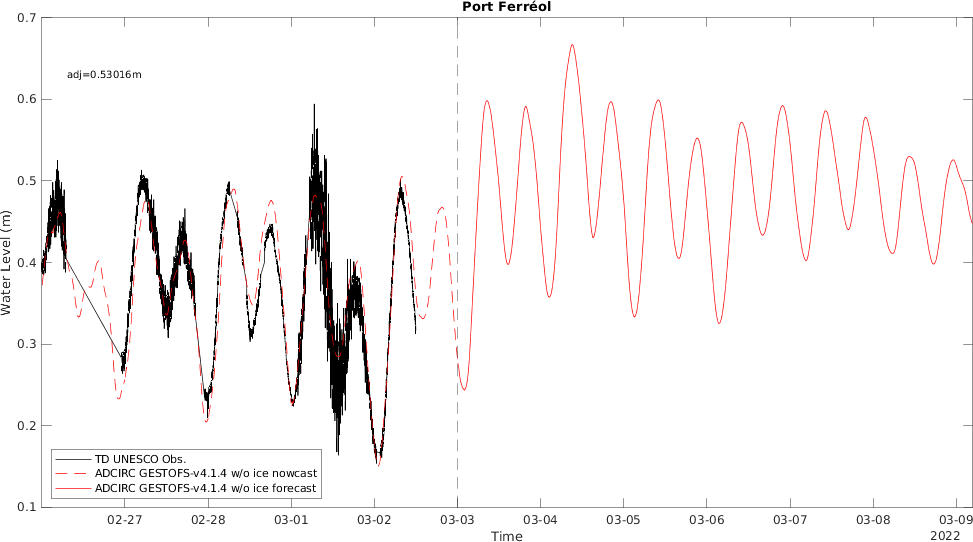 Port Ferréol
0.7
adj=0.53016m
0.6
0.5
0.4
0.3
0.2
0.1
Water Level (m)
TD UNESCO Obs.
ADCIRC GESTOFS-v4.1.4 w/o ice nowcast
ADCIRC GESTOFS-v4.1.4 w/o ice forecast
02-27 02-28 03-01 03-02 03-03 03-04 03-05 03-06 03-07 03-08 03-09
Time
2022